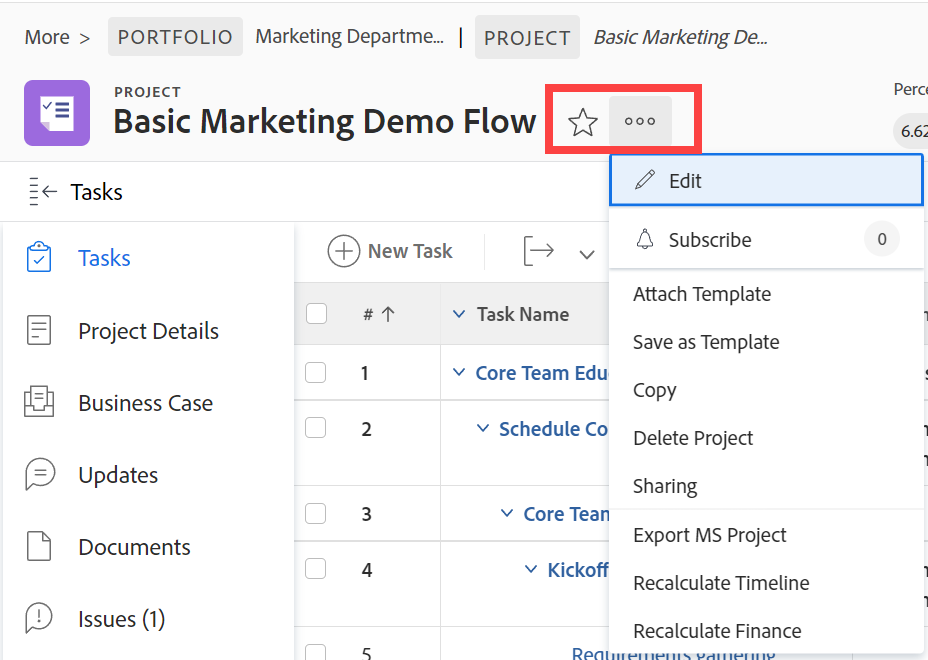 More > PORTFOLIO Marketing Departme... | PROJECT Basic Marketing De...
PROJECT
Basic Marketing Demo Flow
Perce
6.62
Tasks
Tasks
Project Details
Business Case
Updates
Documents
Issues (1)
New Task
# Task Name
1 Core Team Edu
2 Schedule Co
3 Core Team
4 Kickoff
5 Requirements gathering
Edit
Subscribe 0
Attach Template
Save as Template
Copy
Delete Project
Sharing
Export MS Project
Recalculate Timeline
Recalculate Finance